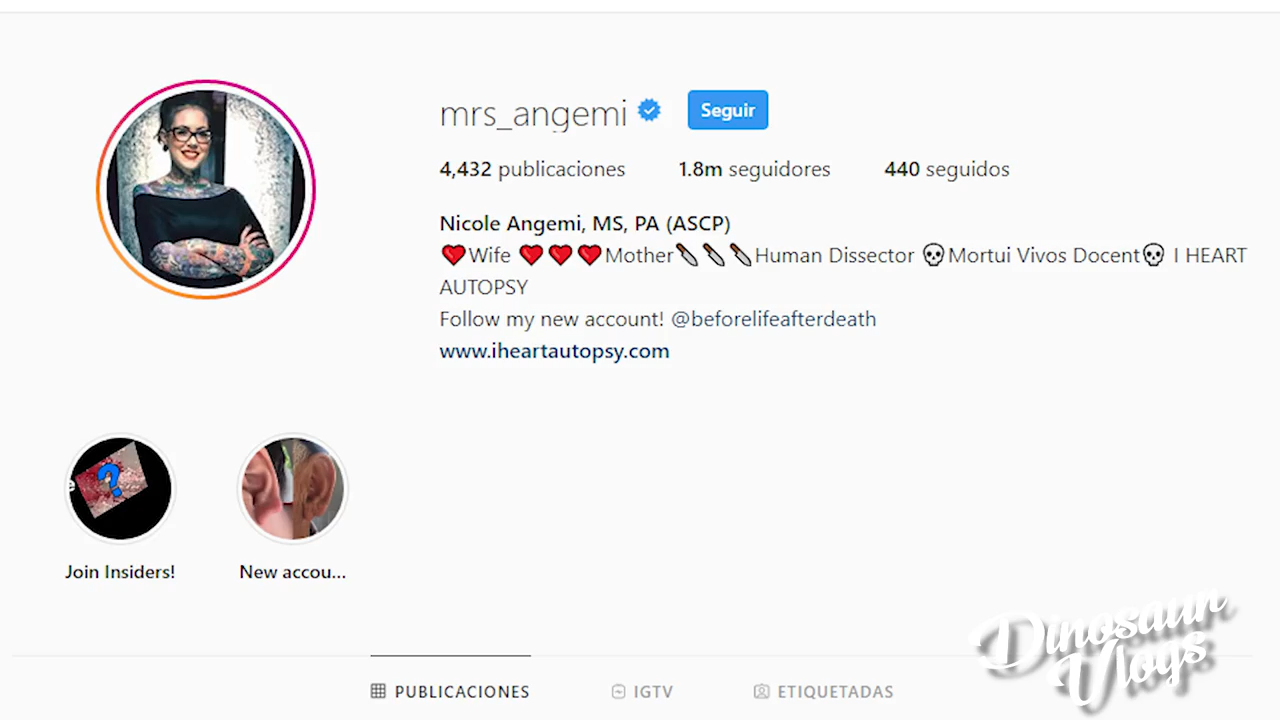 mrs_angemi
Seguir
4,432 publicaciones 1.8m seguidores 440 seguidos
Nicole Angemi, MS, PA (ASCP)
❤️Wife ❤️❤️❤️Mother🔪🔪🔪Human Dissector 💀Mortui Vivos Docent💀 I HEART
AUTOPSY
Follow my new account! @beforelifeafterdeath
www.iheartautopsy.com
Join Insiders!
New accou...
PUBLICACIONES
IGTV
ETIQUETADAS
Dinosaur
Vlogs